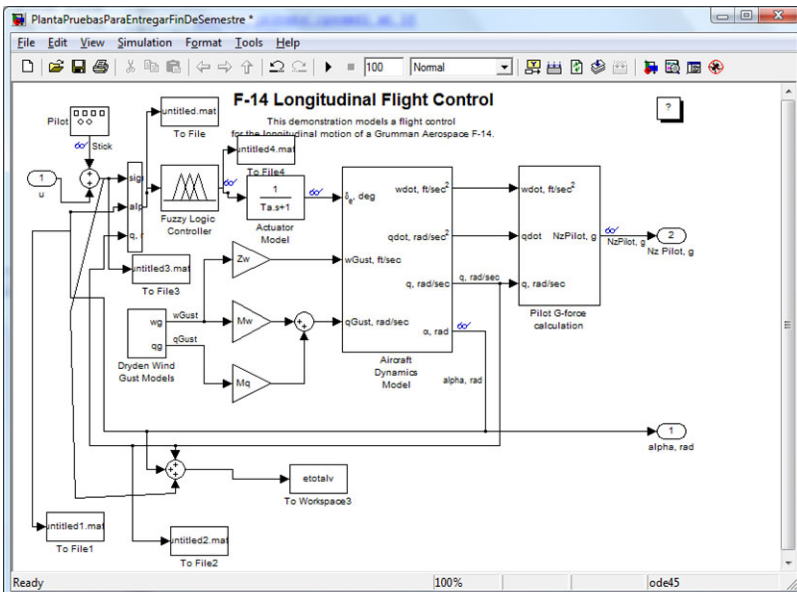 PlantaPruebasParaEntregarFinDeSemestre *
File Edit View Simulation Format Tools Help
100 Normal
F-14 Longitudinal Flight Control
This demonstration models a flight control
for the longitudinal motion of a Grumman Aerospace F-14.
?
Pilot
Stick
1
u
untitled.mat
To File
untitled4.mat
To File4
sig
alp
q, r
Fuzzy Logic
Controller
1
Ta.s+1
Actuator
Model
untitled3.mat
To File3
Zw
Mw
Mq
wg
qg
wGust
qGust
Dryden Wind
Gust Models
δe, deg
wGust, ft/sec
qGust, rad/sec
wdot, ft/sec²
qdot, rad/sec²
q, rad/sec
α, rad
Aircraft
Dynamics
Model
q, rad/sec
alpha, rad
wdot, ft/sec²
qdot
q, rad/sec
NzPilot, g
Pilot G-force
calculation
NzPilot, g
2
Nz Pilot, g
1
alpha, rad
etotalv
To Workspace3
untitled1.mat
To File1
untitled2.mat
To File2
Ready 100% ode45